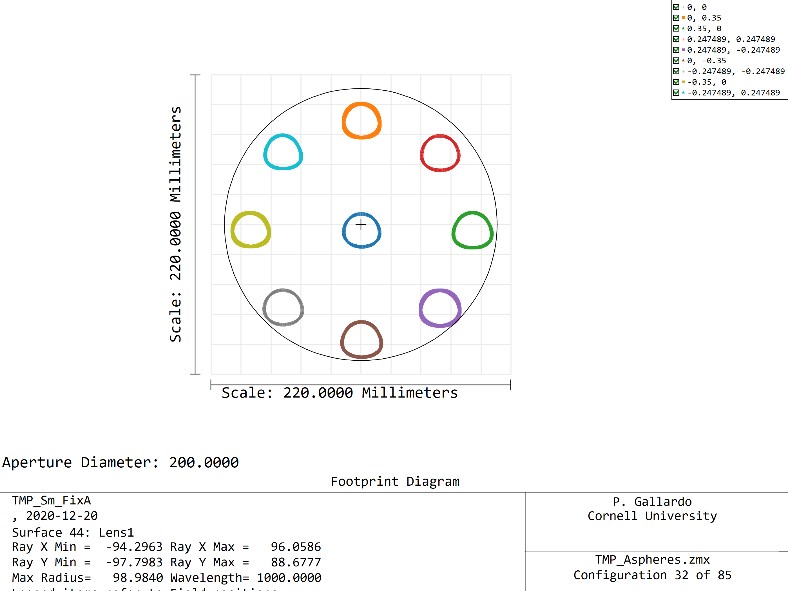 0, 0
0, 0.35
0.35, 0
0.247489, 0.247489
0.247489, -0.247489
0, -0.35
-0.247489, -0.247489
-0.35, 0
-0.247489, 0.247489
Scale: 220.0000 Millimeters
Scale: 220.0000 Millimeters
Aperture Diameter: 200.0000
Footprint Diagram
TMP_Sm_FixA
, 2020-12-20
Surface 44: Lens1
Ray X Min = -94.2963 Ray X Max = 96.0586
Ray Y Min = -97.7983 Ray Y Max = 88.6777
Max Radius= 98.9840 Wavelength= 1000.0000
P. Gallardo
Cornell University
TMP_Aspheres.zmx
Configuration 32 of 85